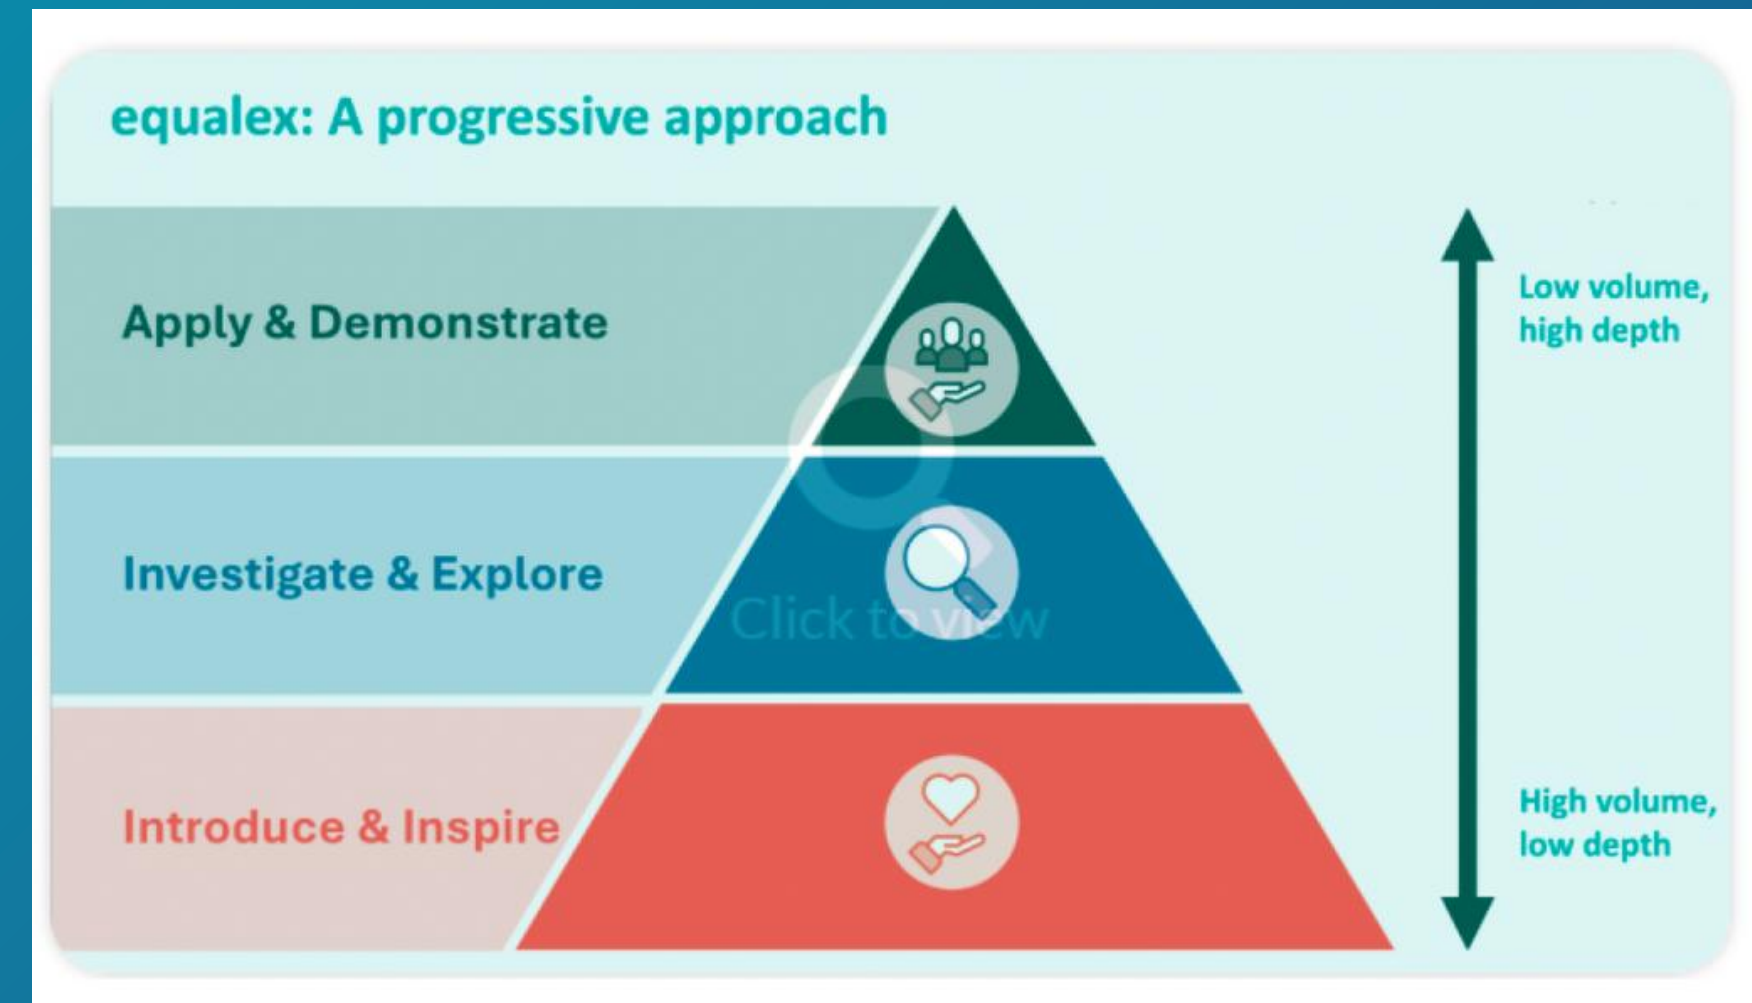 equalex: A progressive approach
Apply & Demonstrate
Low volume,
high depth
Investigate & Explore
Click to view
Introduce & Inspire
High volume,
low depth